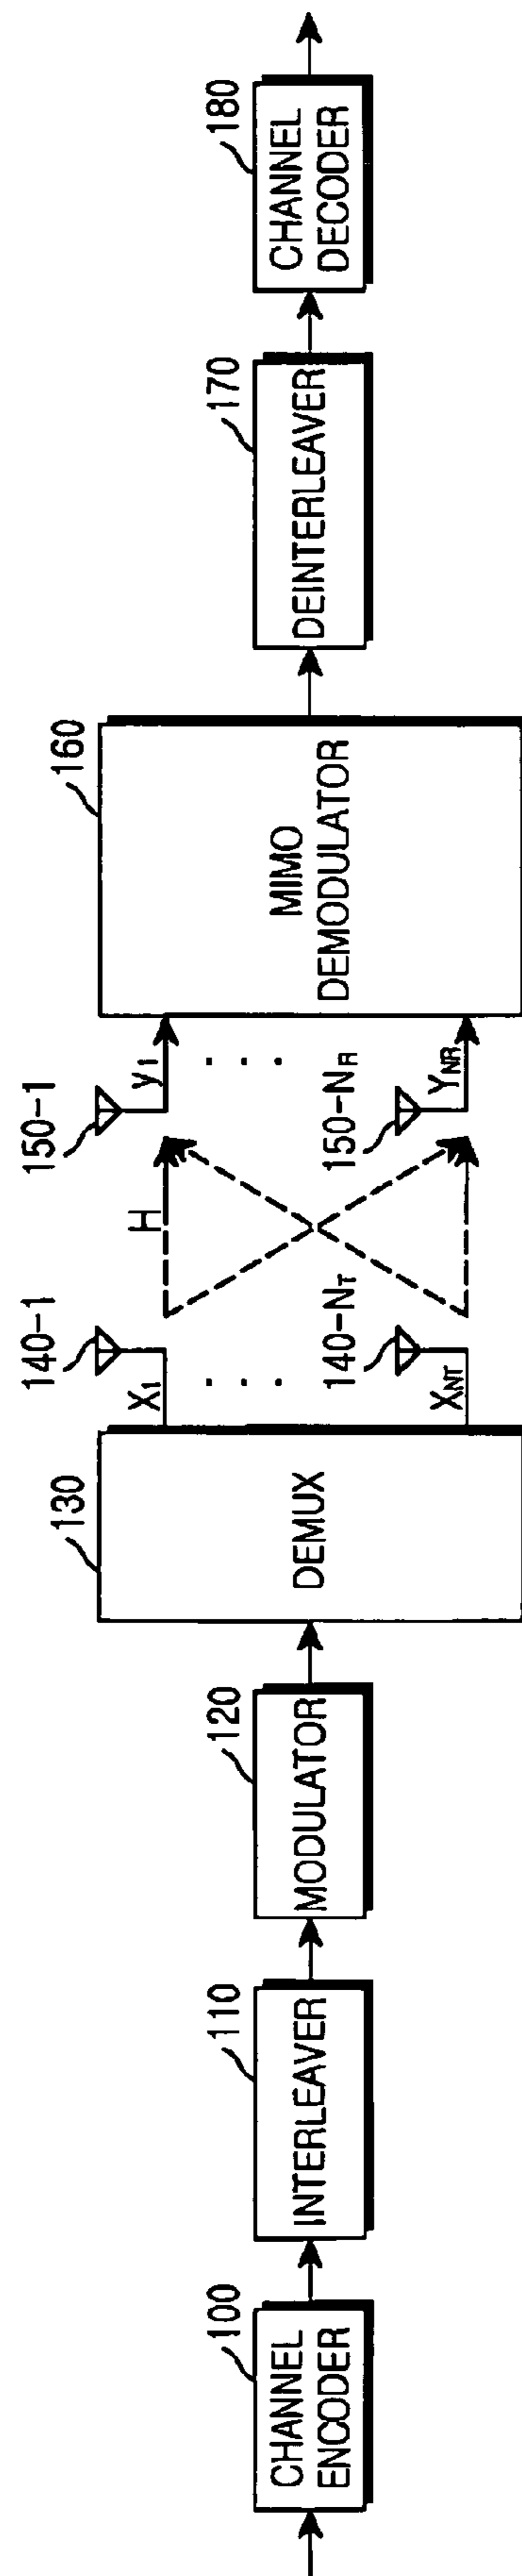 100
CHANNEL
ENCODER
110
INTERLEAVER
120
MODULATOR
130
DEMUX
140-1
X1
. . .
140-NT
XNT
H
150-1
y1
. . .
150-NR
YNR
160
MIMO
DEMODULATOR
170
DEINTERLEAVER
180
CHANNEL
DECODER